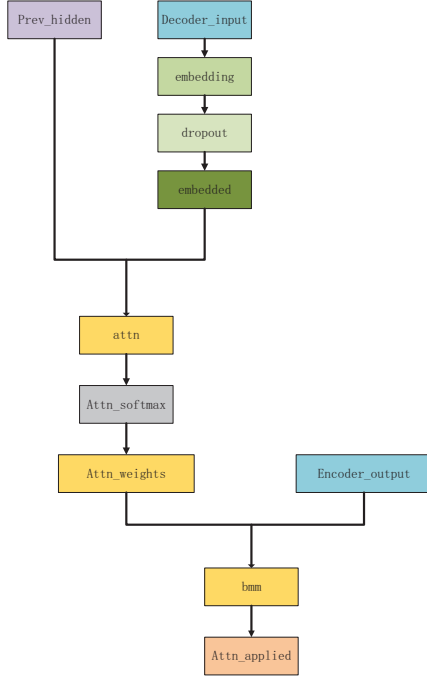 Prev_hidden
Decoder_input
embedding
dropout
embedded
attn
Attn_softmax
Attn_weights
Encoder_output
bmm
Attn_applied